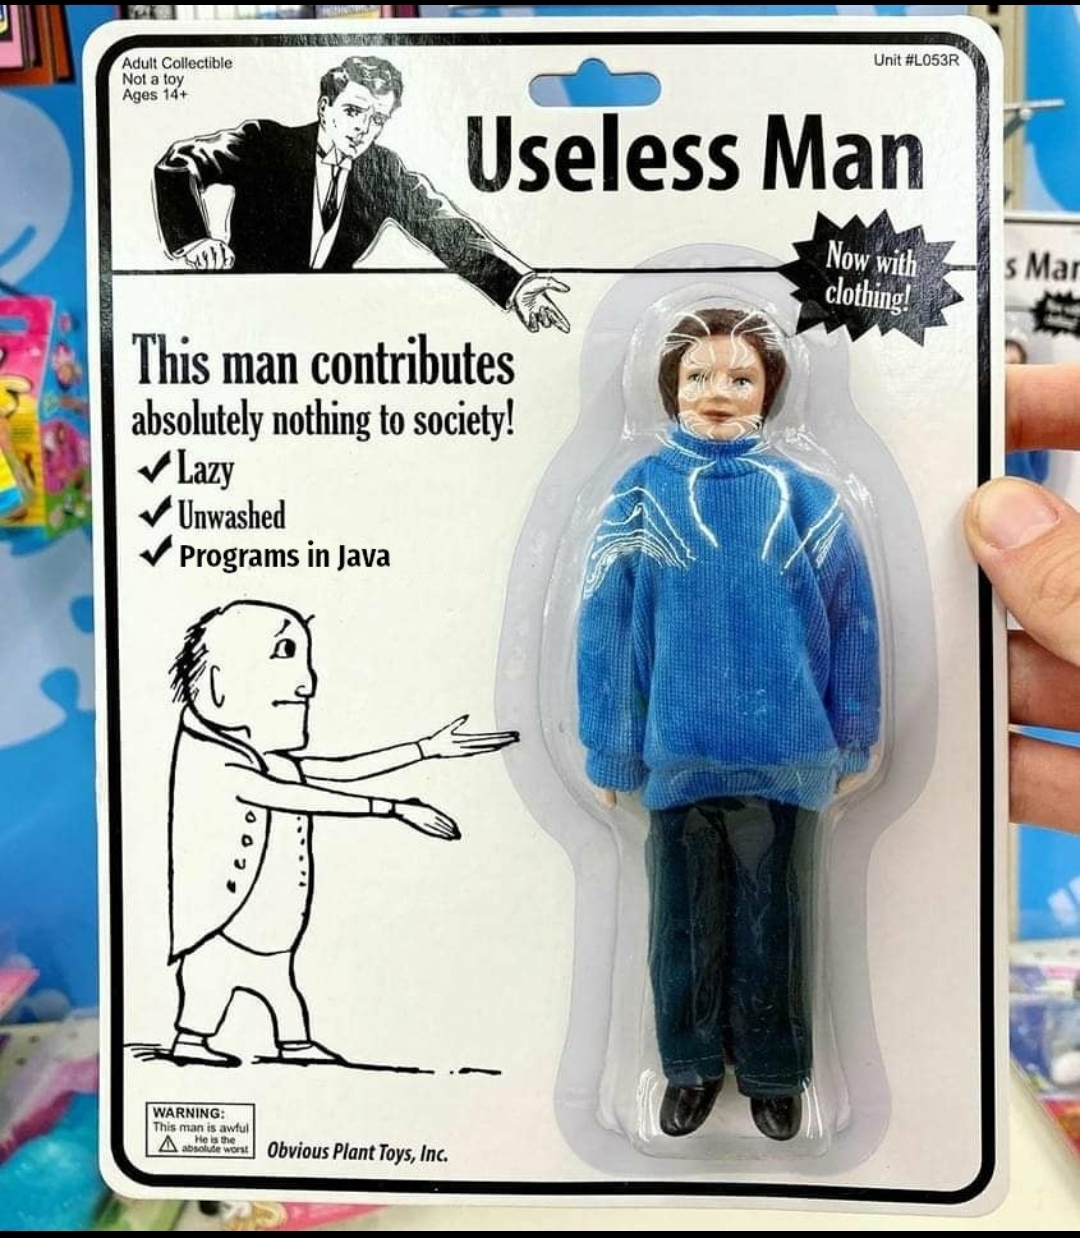 Adult Collectible
Not a toy
Ages 14+
Unit #L053R
Useless Man
Now with
clothing!
s Man
This man contributes
absolutely nothing to society!
Lazy
Unwashed
Programs in Java
WARNING:
This man is awful
He is the
absolute worst
Obvious Plant Toys, Inc.